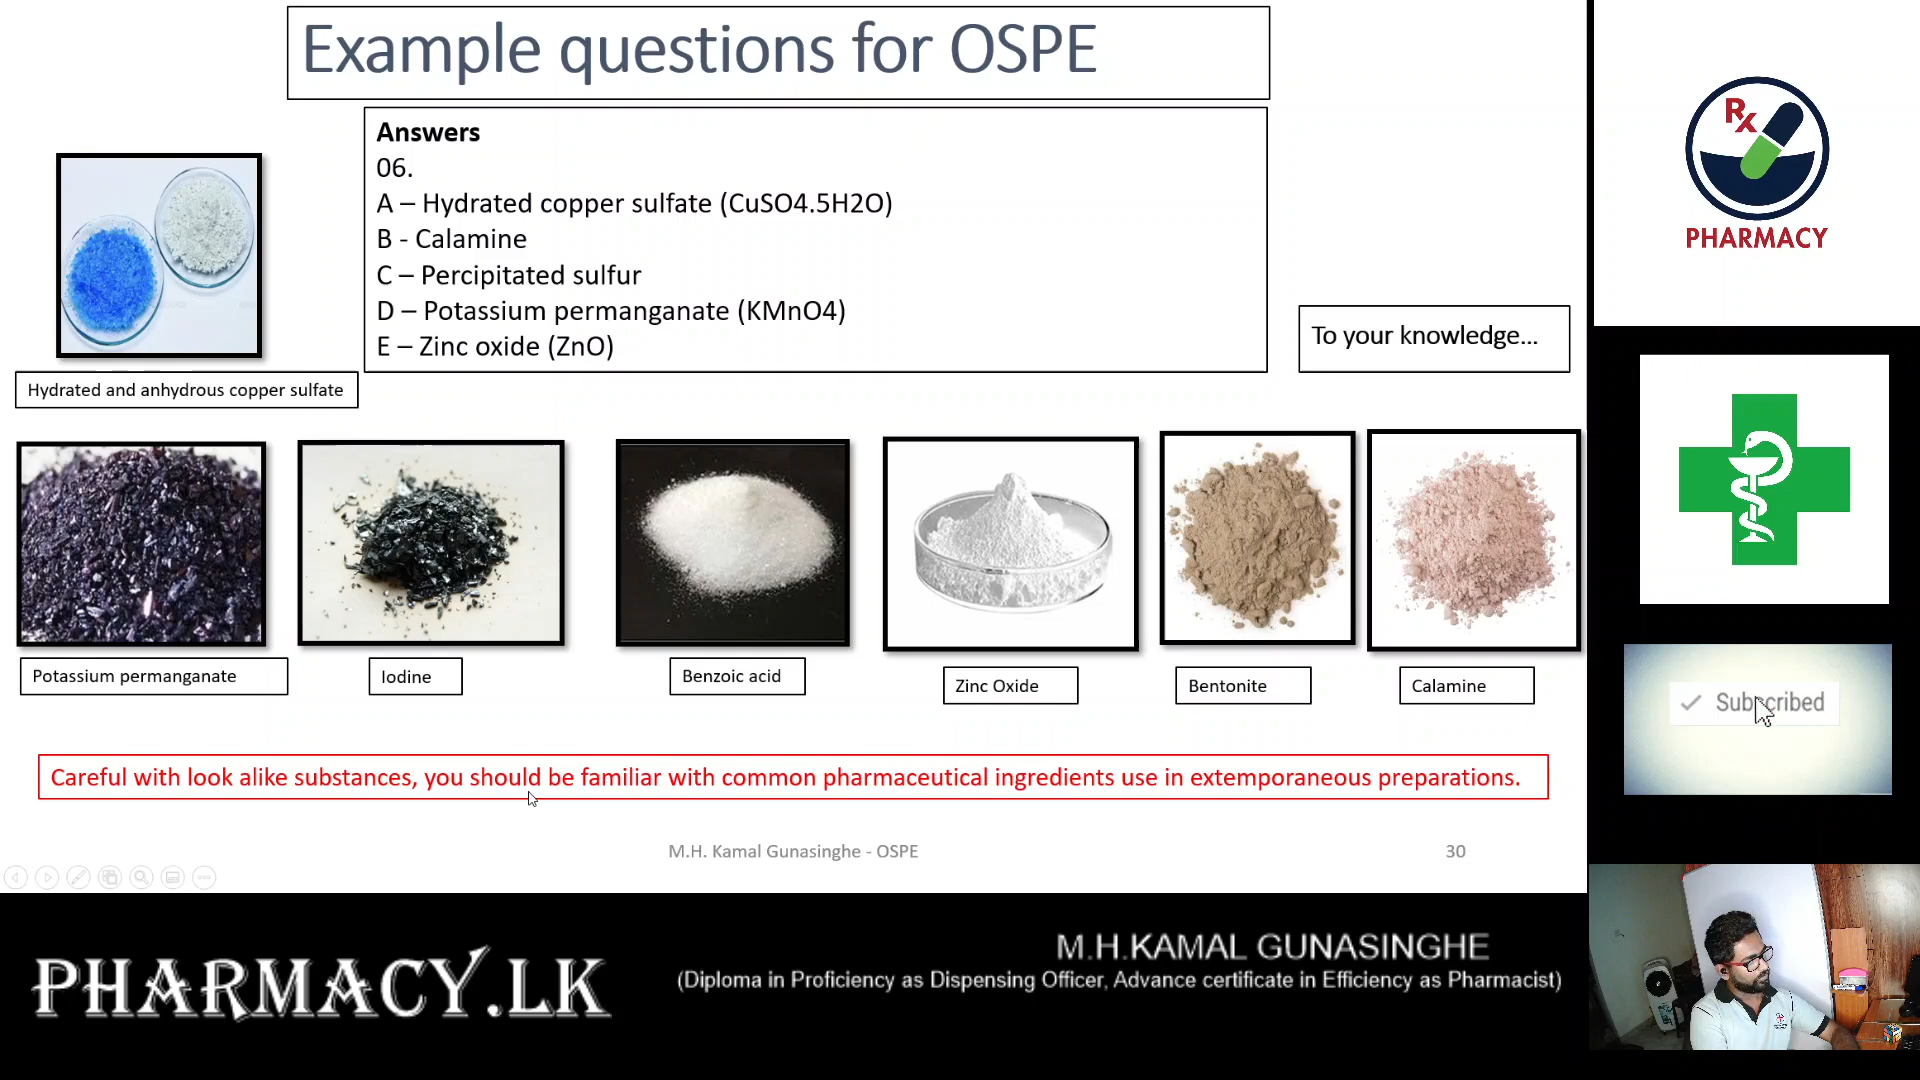 Example questions for OSPE
Answers
06.
A – Hydrated copper sulfate (CuSO4.5H2O)
B - Calamine
C – Percipitated sulfur
D – Potassium permanganate (KMnO4)
E – Zinc oxide (ZnO)
To your knowledge...
Hydrated and anhydrous copper sulfate
Potassium permanganate
Iodine
Benzoic acid
Zinc Oxide
Bentonite
Calamine
Careful with look alike substances, you should be familiar with common pharmaceutical ingredients use in extemporaneous preparations.
M.H. Kamal Gunasinghe - OSPE
30
Rx
PHARMACY
Subscribed
PHARMACY.LK
M.H.KAMAL GUNASINGHE
(Diploma in Proficiency as Dispensing Officer, Advance certificate in Efficiency as Pharmacist)